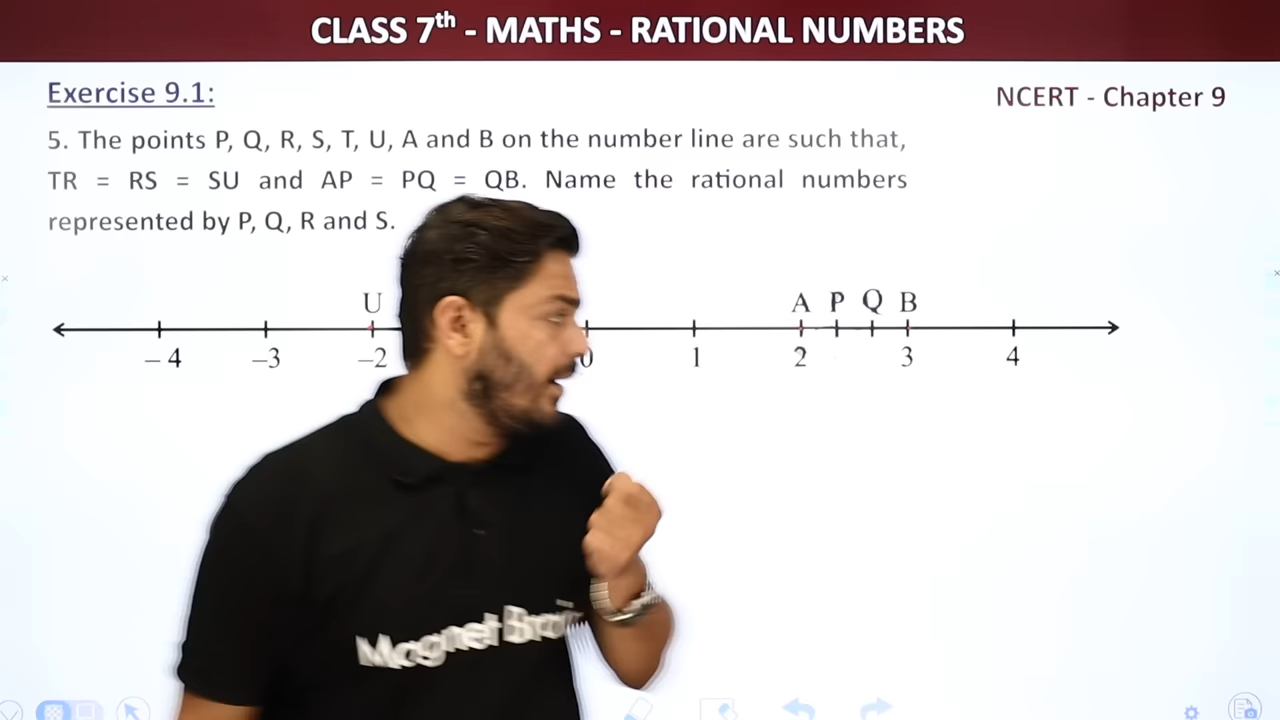 CLASS 7th - MATHS - RATIONAL NUMBERS
Exercise 9.1:
NCERT - Chapter 9
5. The points P, Q, R, S, T, U, A and B on the number line are such that,
TR = RS = SU and AP = PQ = QB. Name the rational numbers
represented by P, Q, R and S.
U A P Q B
–4 –3 –2 0 1 2 3 4
Magnet Brains